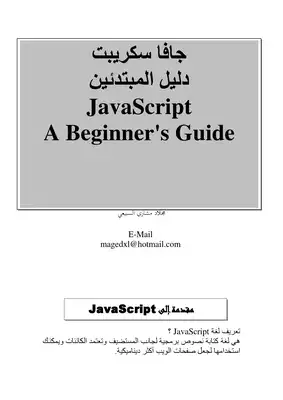 جافا سكريبت
دليل المبتدئين
JavaScript
A Beginner's Guide
مشاري السبيعي
E-Mail
magedxl@hotmail.com
مقدمة إلى JavaScript
تعريف لغة JavaScript ؟
هي لغة كتابة نصوص برمجية لجانب المستضيف وتعتمد الكائنات ويمكنك
استخدامها لجعل صفحات الويب أكثر ديناميكية.